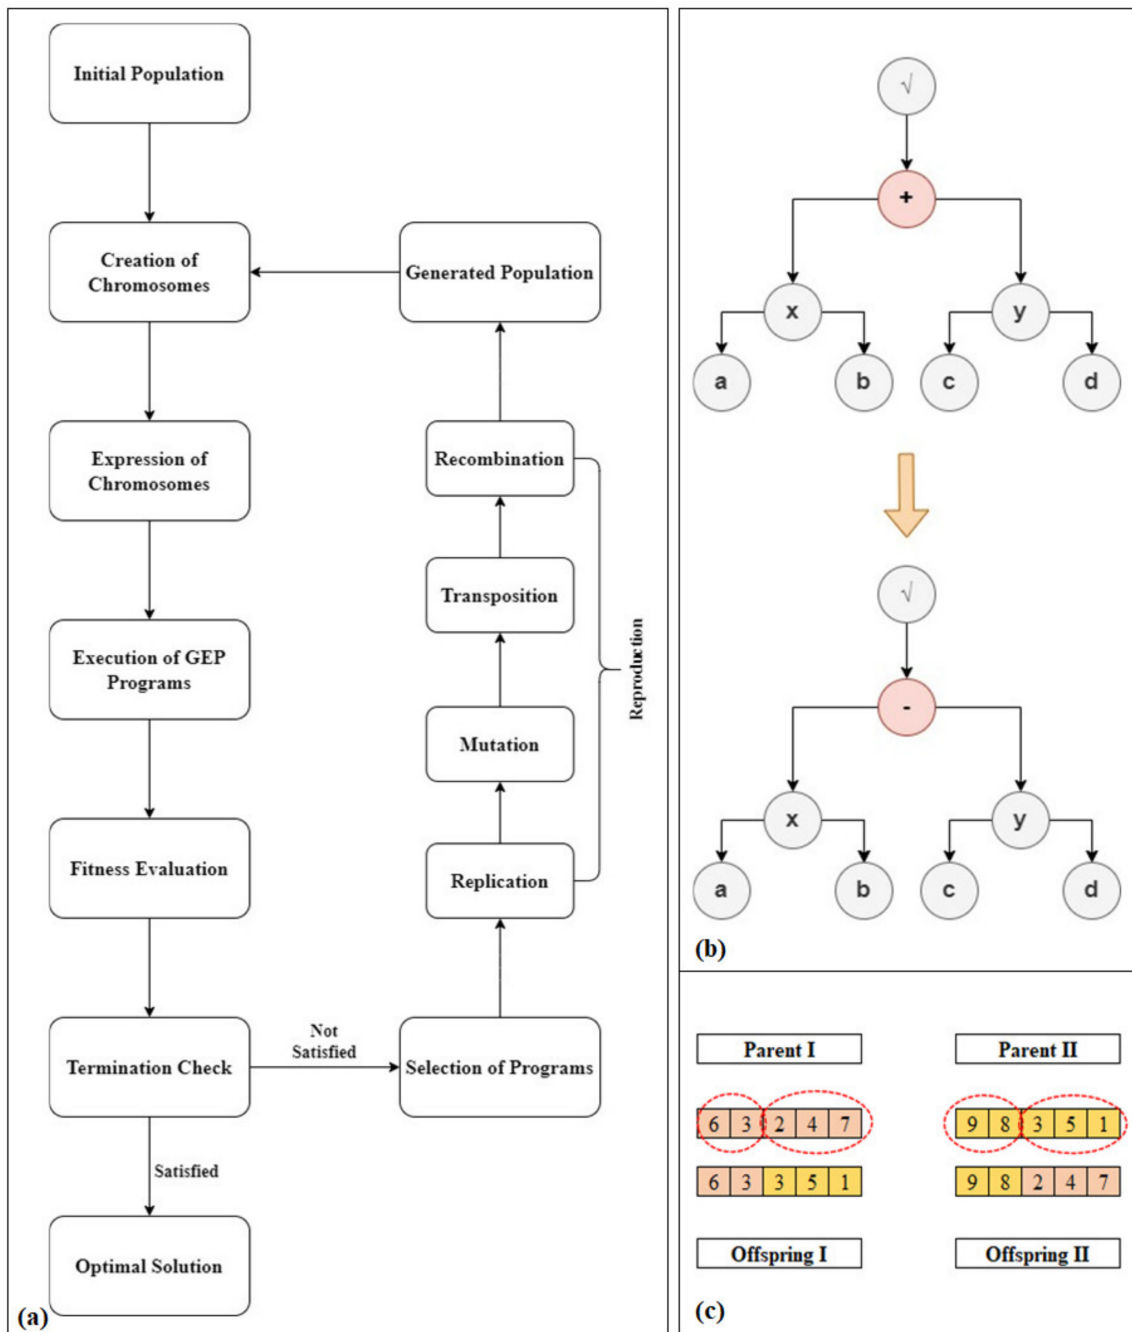 Initial Population
Creation of
Chromosomes
Generated Population
Expression of
Chromosomes
Recombination
Transposition
Execution of GEP
Programs
Reproduction
Mutation
Fitness Evaluation
Replication
Termination Check
Not
Satisfied
Selection of Programs
Satisfied
Optimal Solution
(a)
√
+
x
y
a
b
c
d
√
-
x
y
a
b
c
d
(b)
Parent I
Parent II
6 3 2 4 7
9 8 3 5 1
6 3 3 5 1
9 8 2 4 7
Offspring I
Offspring II
(c)